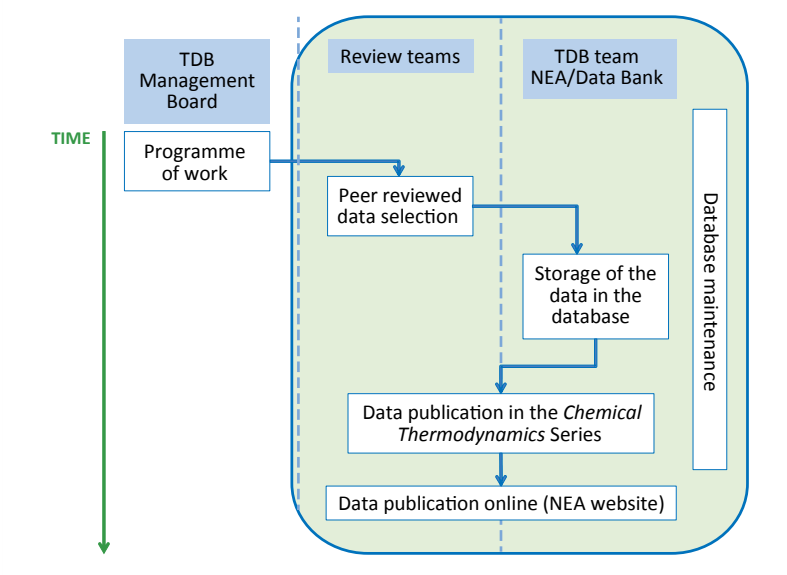 TDB
Management
Board
Review teams
TDB team
NEA/Data Bank
TIME
Programme
of work
Peer reviewed
data selection
Storage of the
data in the
database
Database maintenance
Data publication in the Chemical
Thermodynamics Series
Data publication online (NEA website)